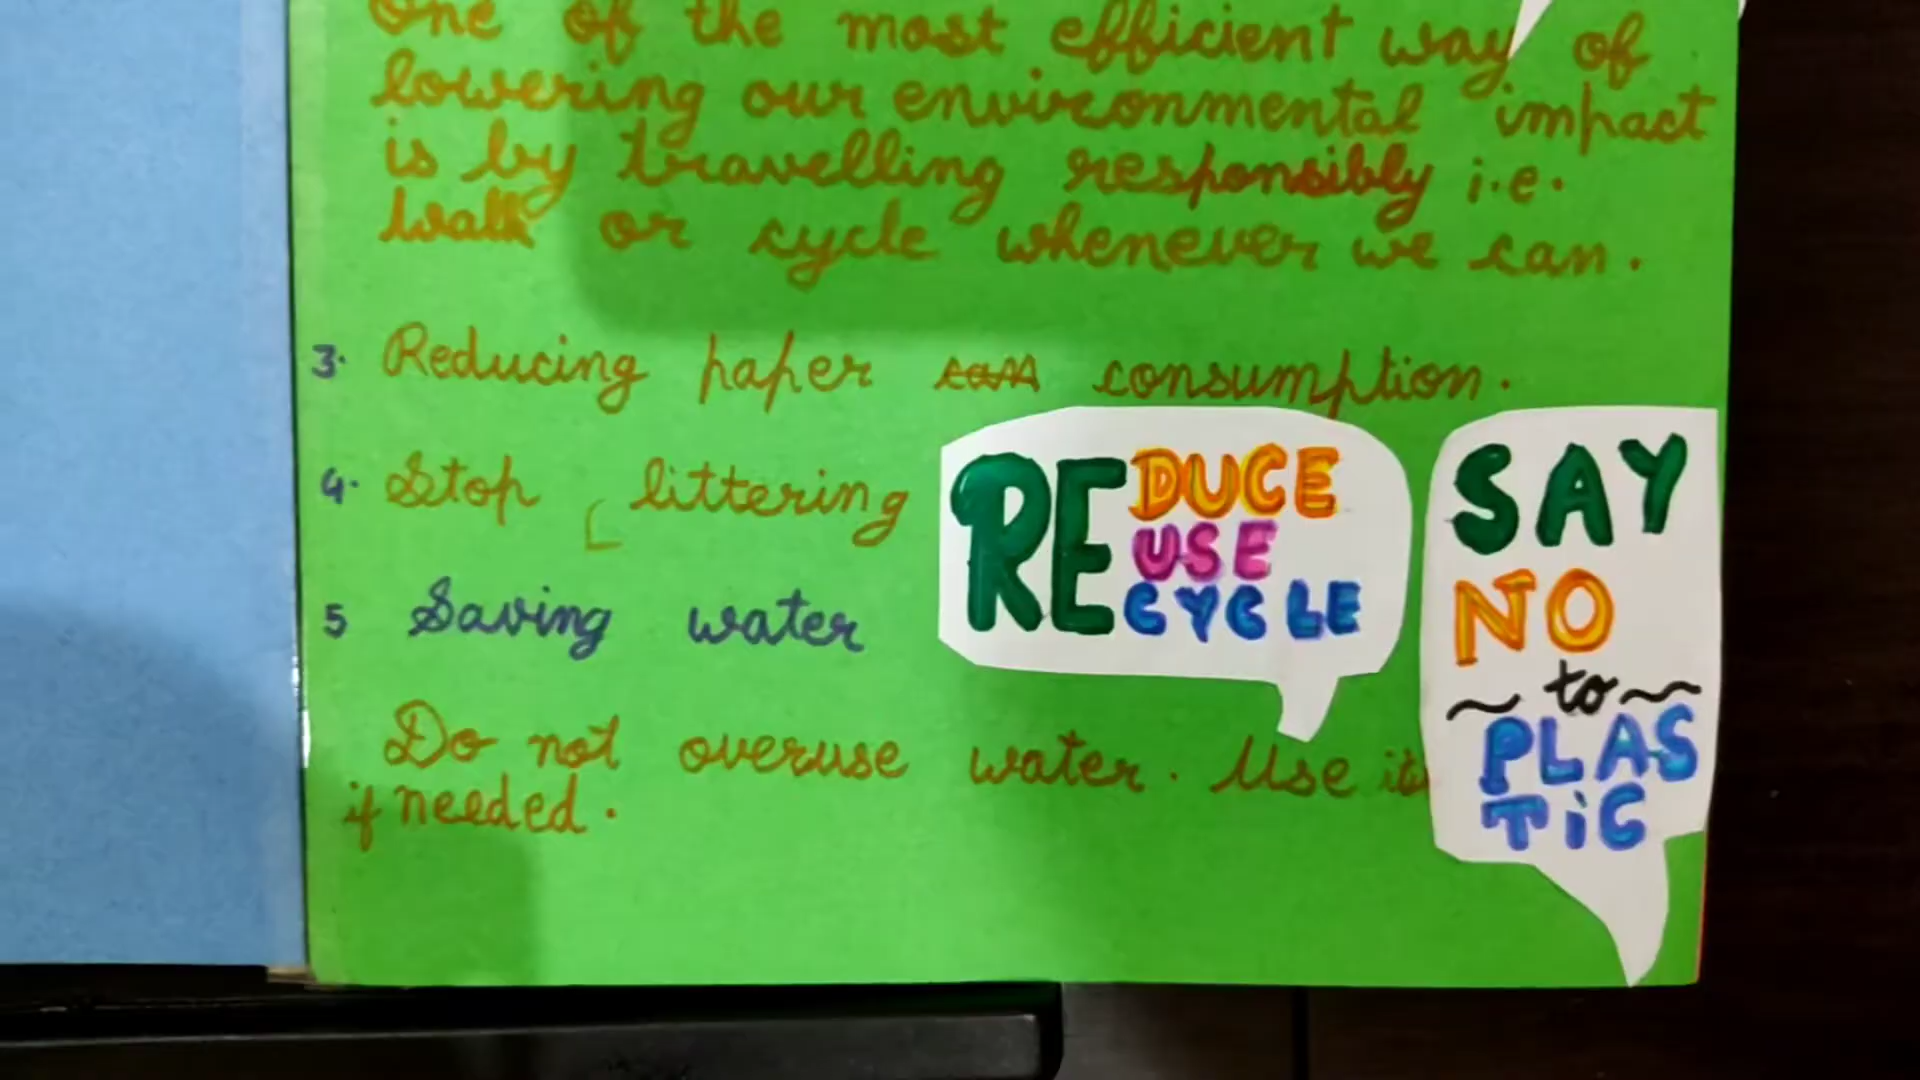 One of the most efficient way of
lowering our environmental impact
is by travelling responsibly i.e.
walk or cycle whenever we can.
3. Reducing paper consumption.
4. Stop littering
5 Saving water
Do not overuse water. Use it
if needed.
REDUCE
USE
CYCLE
SAY
NO
to
PLAS
TiC